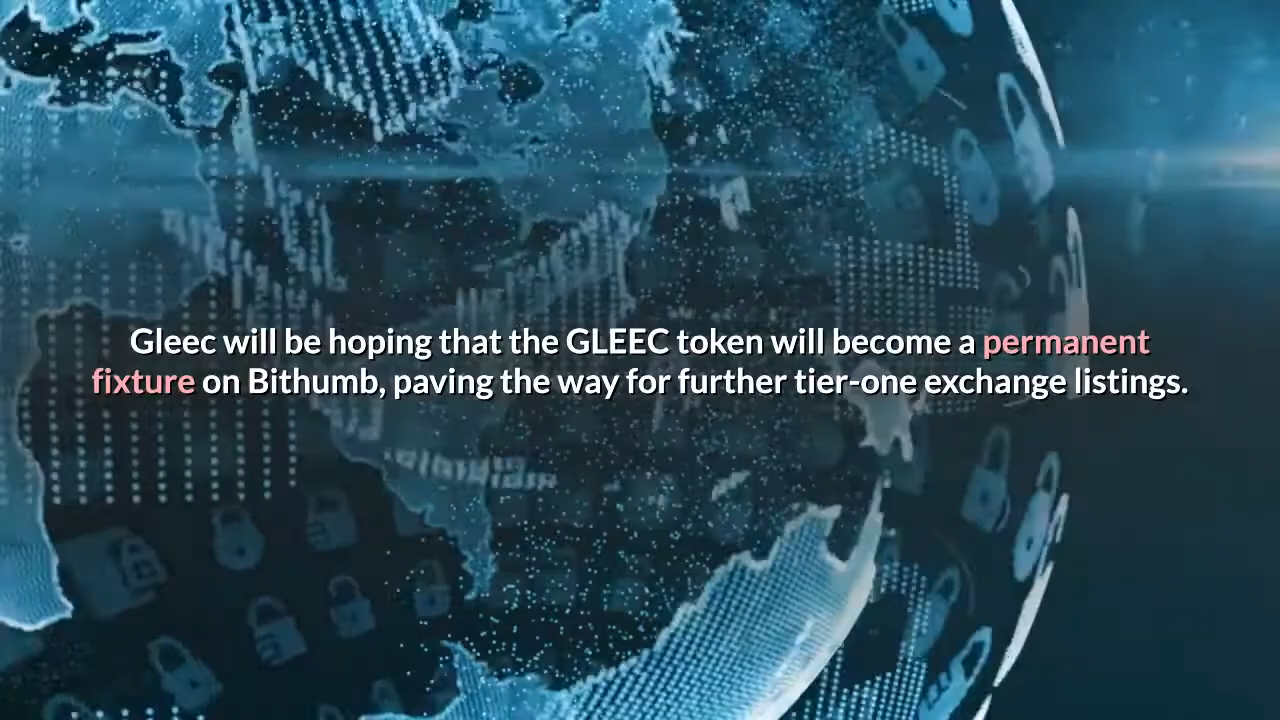 Gleec will be hoping that the GLEEC token will become a permanent
fixture on Bithumb, paving the way for further tier-one exchange listings.